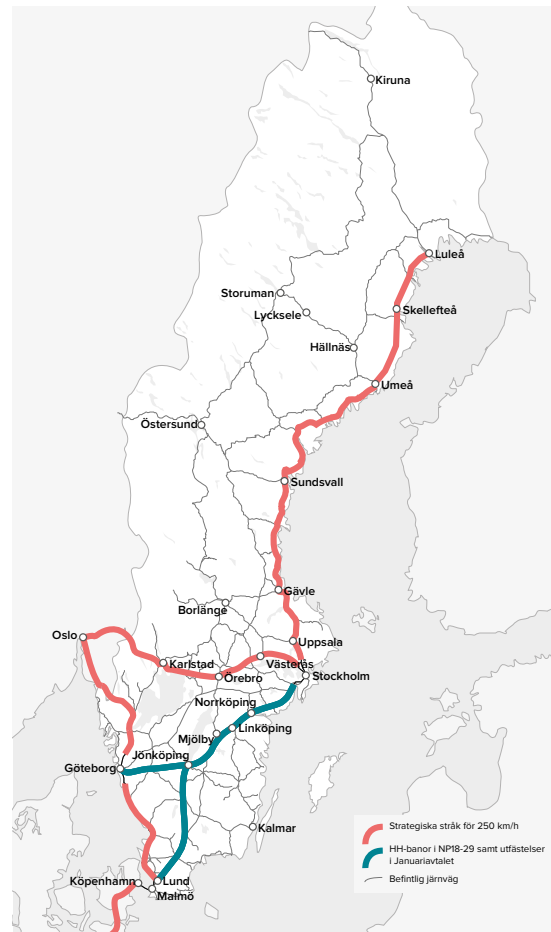 Kiruna
Luleå
Storuman
Skellefteå
Lycksele
Hällnäs
Umeå
Östersund
Sundsvall
Gävle
Borlänge
Oslo
Uppsala
Karlstad
Västerås
Örebro
Stockholm
Norrköping
Linköping
Mjölby
Jönköping
Göteborg
Kalmar
Köpenhamn
Lund
Malmö
Strategiska stråk för 250 km/h
HH-banor i NP18-29 samt utfästelser
i Januariavtalet
Befintlig järnväg